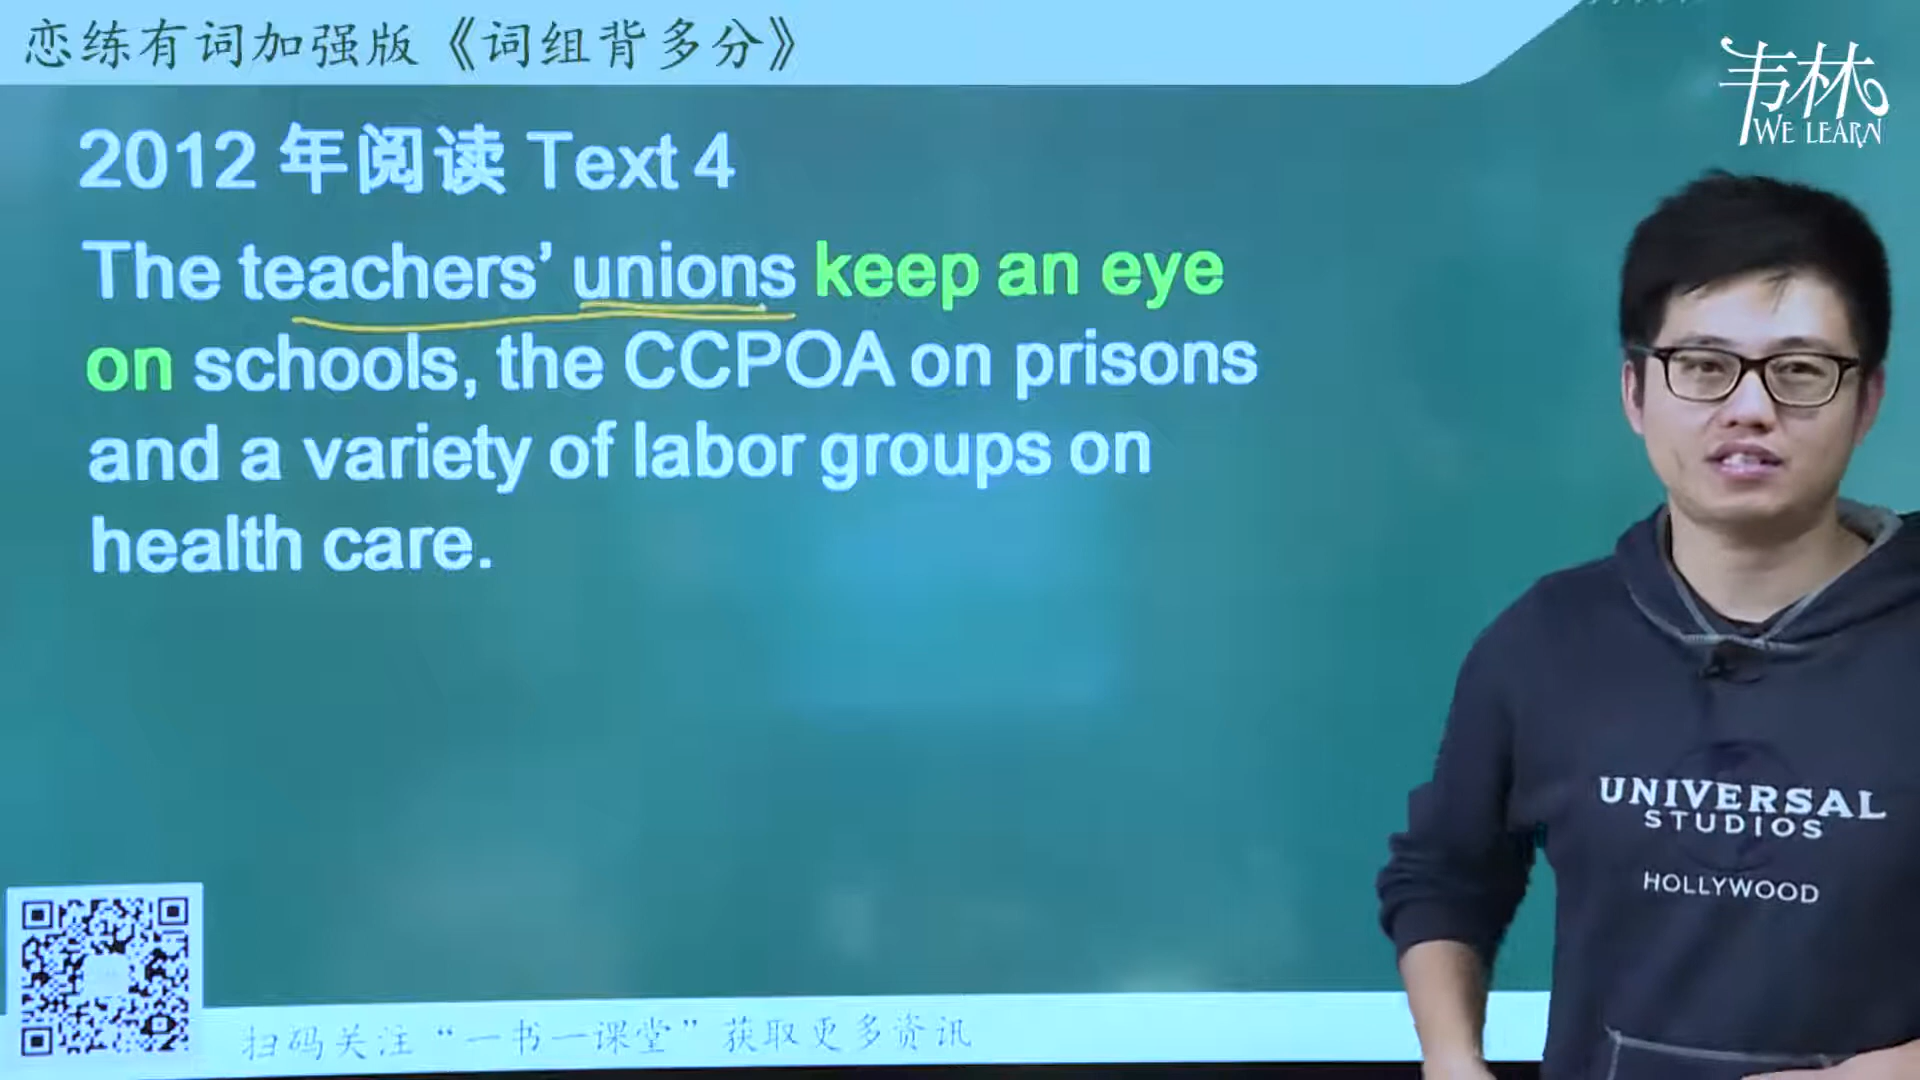 恋练有词加强版《词组背多分》
韦林
WE LEARN
2012 年阅读 Text 4
The teachers’ unions keep an eye
on schools, the CCPOA on prisons
and a variety of labor groups on
health care.
UNIVERSAL
STUDIOS
HOLLYWOOD
扫码关注“一书一课堂”获取更多资讯